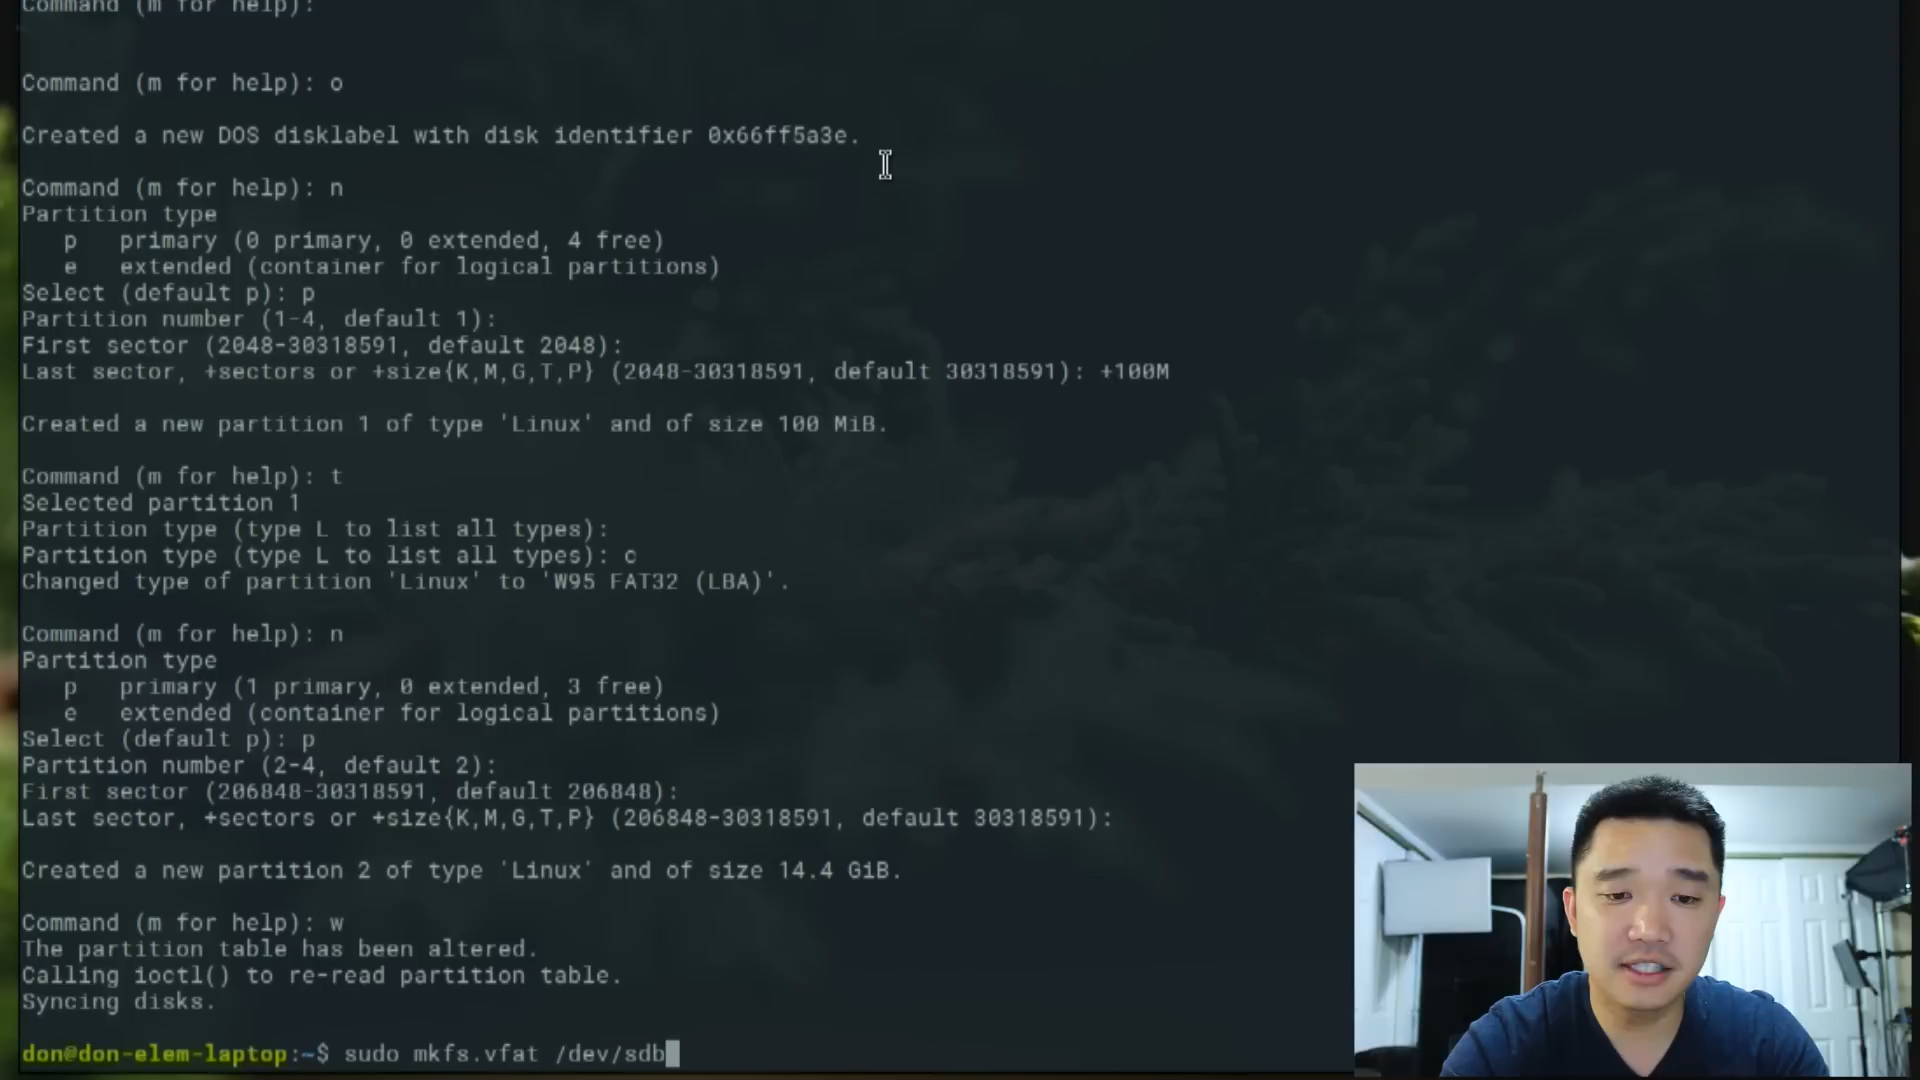 Command (m for help):
Command (m for help): o
Created a new DOS disklabel with disk identifier 0x66ff5a3e.
Command (m for help): n
Partition type
p primary (0 primary, 0 extended, 4 free)
e extended (container for logical partitions)
Select (default p): p
Partition number (1-4, default 1):
First sector (2048-30318591, default 2048):
Last sector, +sectors or +size{K,M,G,T,P} (2048-30318591, default 30318591): +100M
Created a new partition 1 of type 'Linux' and of size 100 MiB.
Command (m for help): t
Selected partition 1
Partition type (type L to list all types):
Partition type (type L to list all types): c
Changed type of partition 'Linux' to 'W95 FAT32 (LBA)'.
Command (m for help): n
Partition type
p primary (1 primary, 0 extended, 3 free)
e extended (container for logical partitions)
Select (default p): p
Partition number (2-4, default 2):
First sector (206848-30318591, default 206848):
Last sector, +sectors or +size{K,M,G,T,P} (206848-30318591, default 30318591):
Created a new partition 2 of type 'Linux' and of size 14.4 GiB.
Command (m for help): w
The partition table has been altered.
Calling ioctl() to re-read partition table.
Syncing disks.
don@don-elem-laptop:~$ sudo mkfs.vfat /dev/sdb